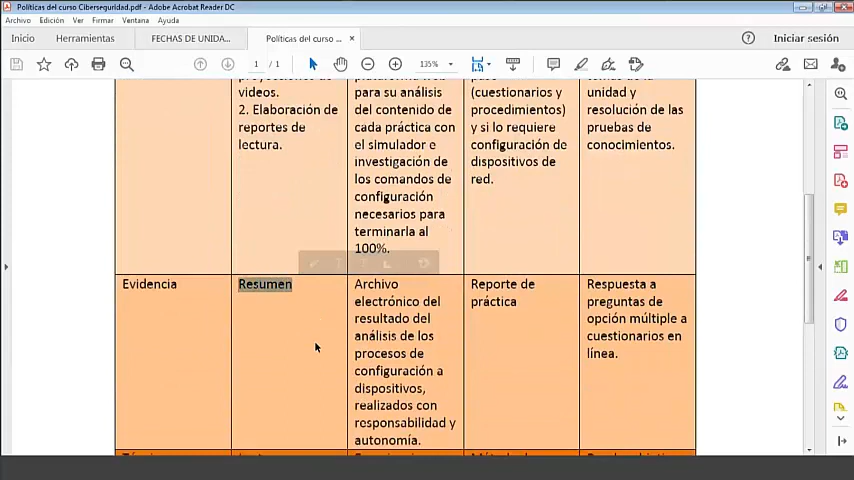 Políticas del curso Ciberseguridad.pdf - Adobe Acrobat Reader DC
Archivo Edición Ver Firmar Ventana Ayuda
Inicio Herramientas FECHAS DE UNIDA... Políticas del curso ... × Iniciar sesión
1 / 1 135%
videos.
2. Elaboración de
reportes de
lectura.
plataforma web
para su análisis
del contenido de
cada práctica con
el simulador e
investigación de
los comandos de
configuración
necesarios para
terminarla al
100%.
(cuestionarios y
procedimientos)
y si lo requiere
configuración de
dispositivos de
red.
unidad y
resolución de las
pruebas de
conocimientos.
Evidencia
Resumen
Archivo
electrónico del
resultado del
análisis de los
procesos de
configuración a
dispositivos,
realizados con
responsabilidad y
autonomía.
Reporte de
práctica
Respuesta a
preguntas de
opción múltiple a
cuestionarios en
línea.